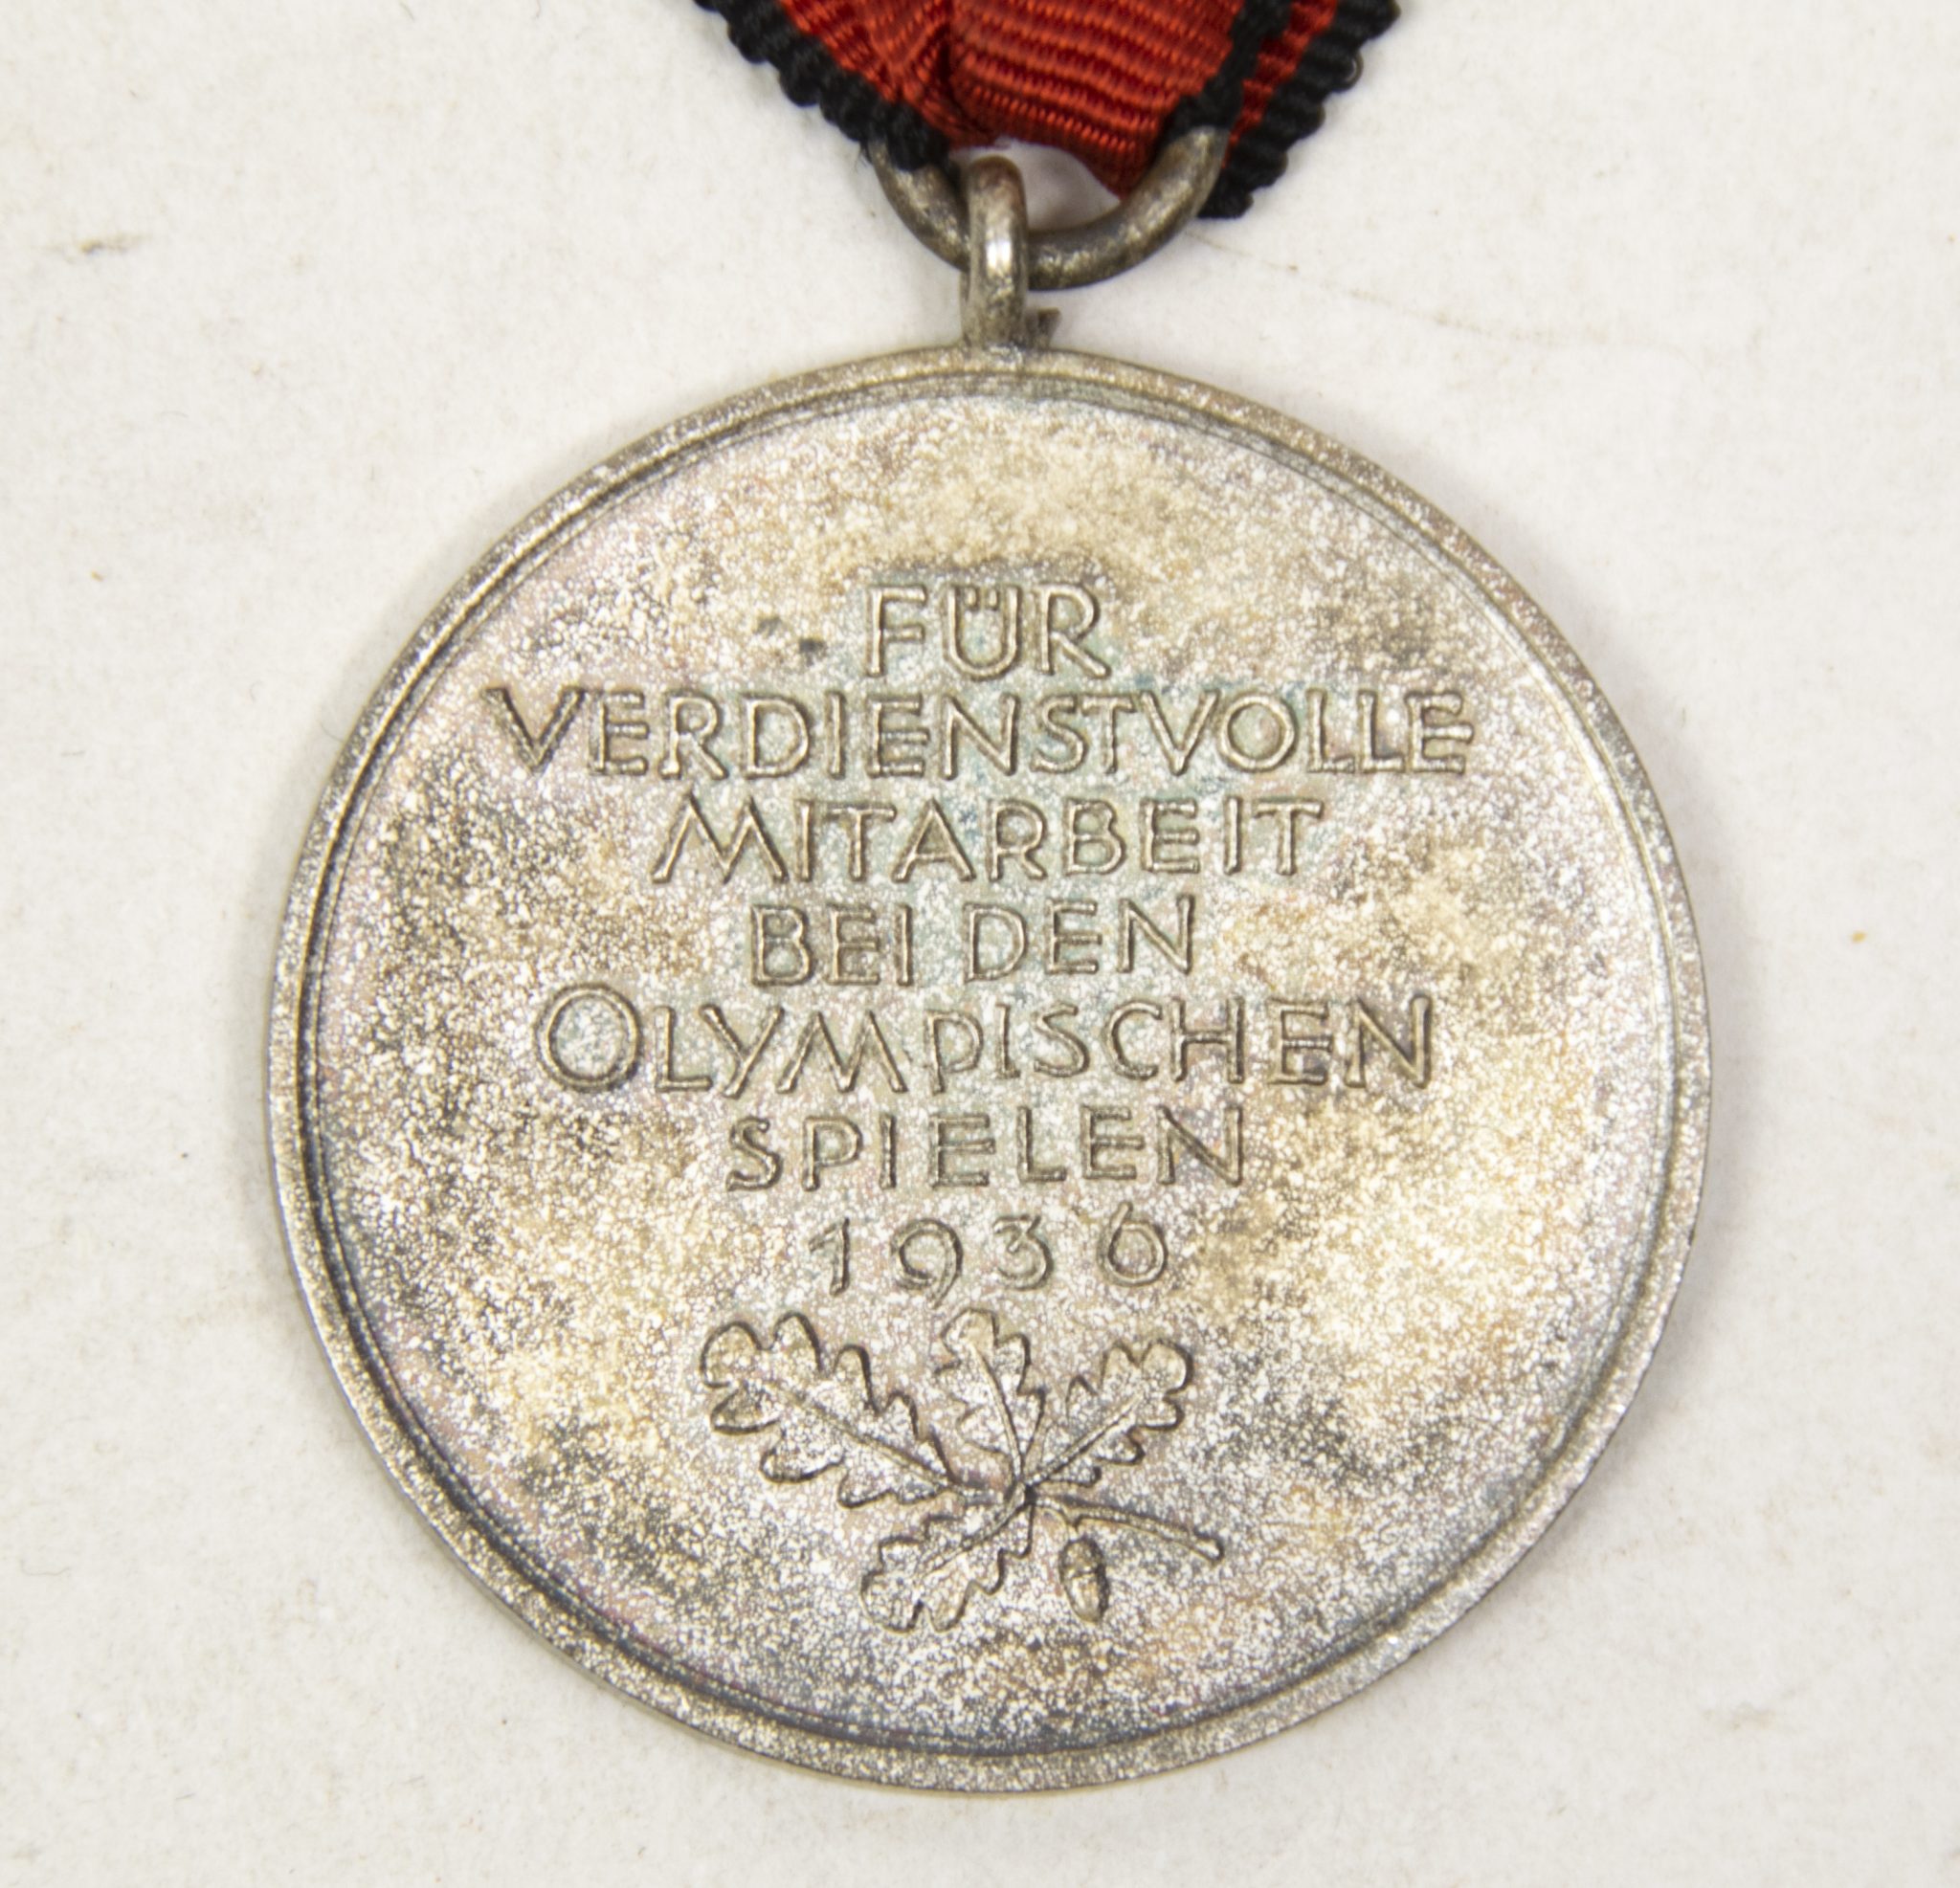 FÜR
VERDIENSTVOLLE
MITARBEIT
BEI DEN
OLYMPISCHEN
SPIELEN
1936